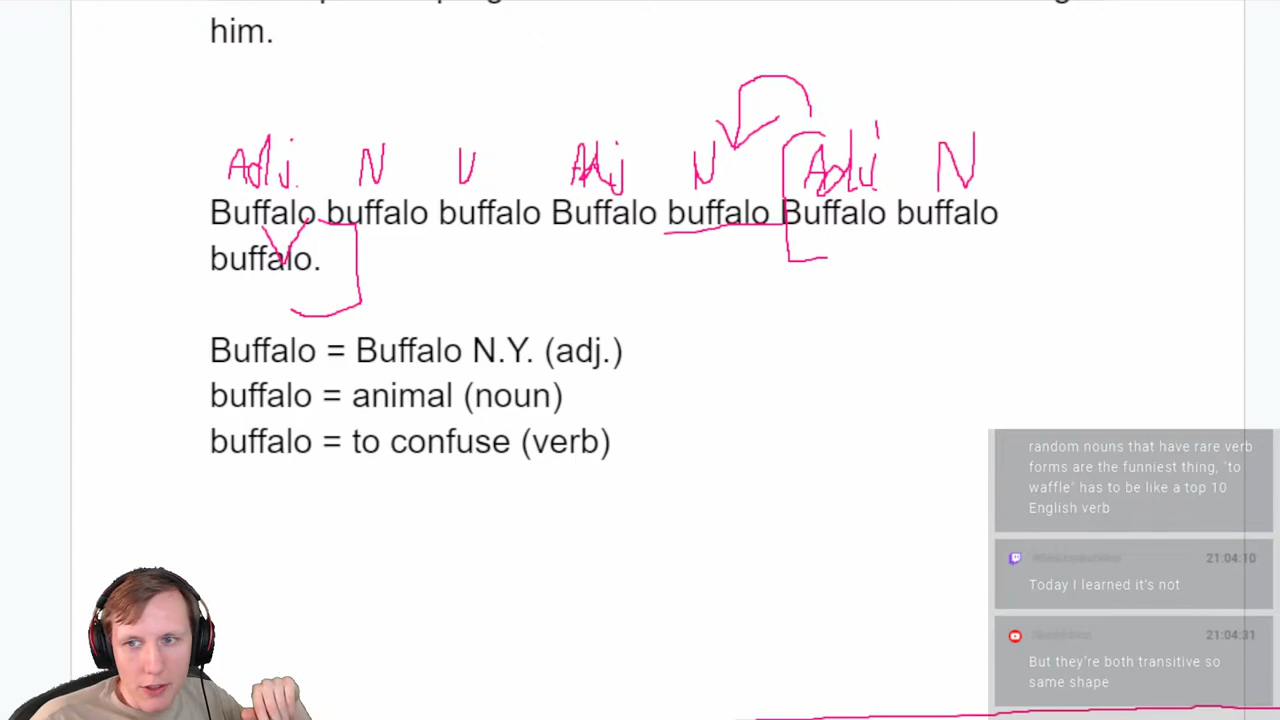 him.
Adj. N V Adj N Adj N
Buffalo buffalo buffalo Buffalo buffalo Buffalo buffalo
V
buffalo.
Buffalo = Buffalo N.Y. (adj.)
buffalo = animal (noun)
buffalo = to confuse (verb)
random nouns that have rare verb
forms are the funniest thing, 'to
waffle' has to be like a top 10
English verb
21:04:10
Today I learned it's not
21:04:31
But they're both transitive so
same shape